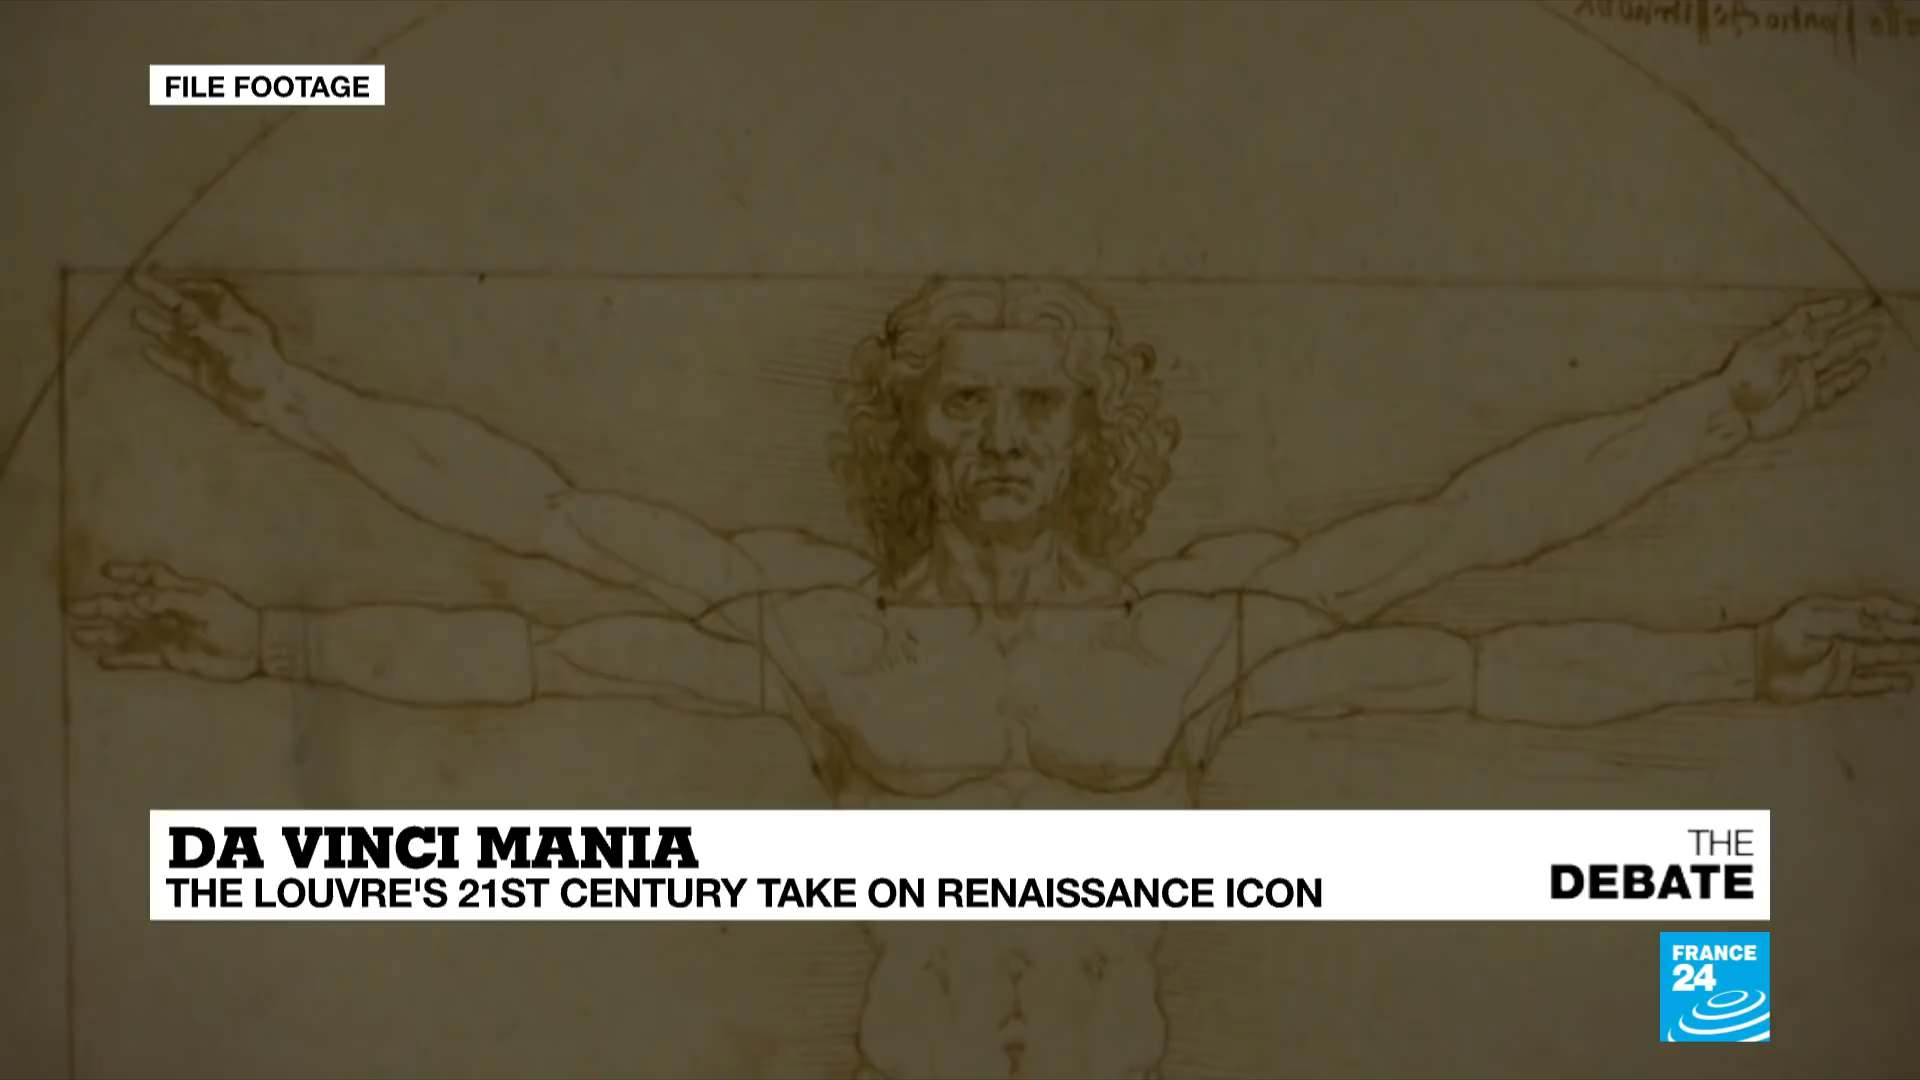 FILE FOOTAGE
DA VINCI MANIA
THE LOUVRE'S 21ST CENTURY TAKE ON RENAISSANCE ICON
THE
DEBATE
FRANCE
24